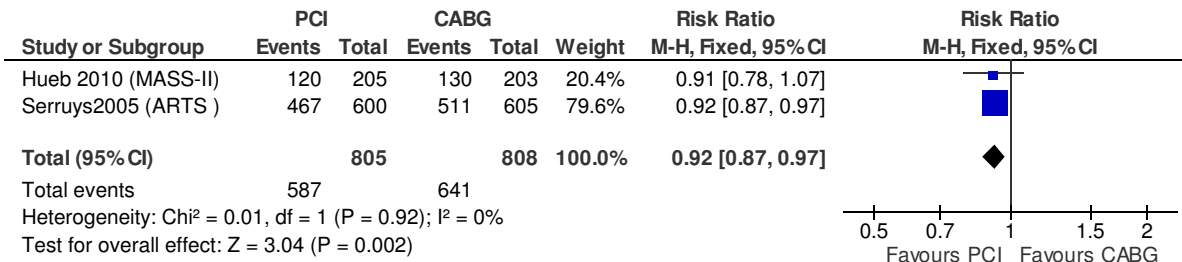 PCI CABG Risk Ratio Risk Ratio
Study or Subgroup Events Total Events Total Weight M-H, Fixed, 95% CI M-H, Fixed, 95% CI
Hueb 2010 (MASS-II) 120 205 130 203 20.4% 0.91 [0.78, 1.07]
Serruys2005 (ARTS ) 467 600 511 605 79.6% 0.92 [0.87, 0.97]
Total (95% CI) 805 808 100.0% 0.92 [0.87, 0.97]
Total events 587 641
Heterogeneity: Chi² = 0.01, df = 1 (P = 0.92); I² = 0%
Test for overall effect: Z = 3.04 (P = 0.002)
0.5 0.7 1 1.5 2
Favours PCI Favours CABG